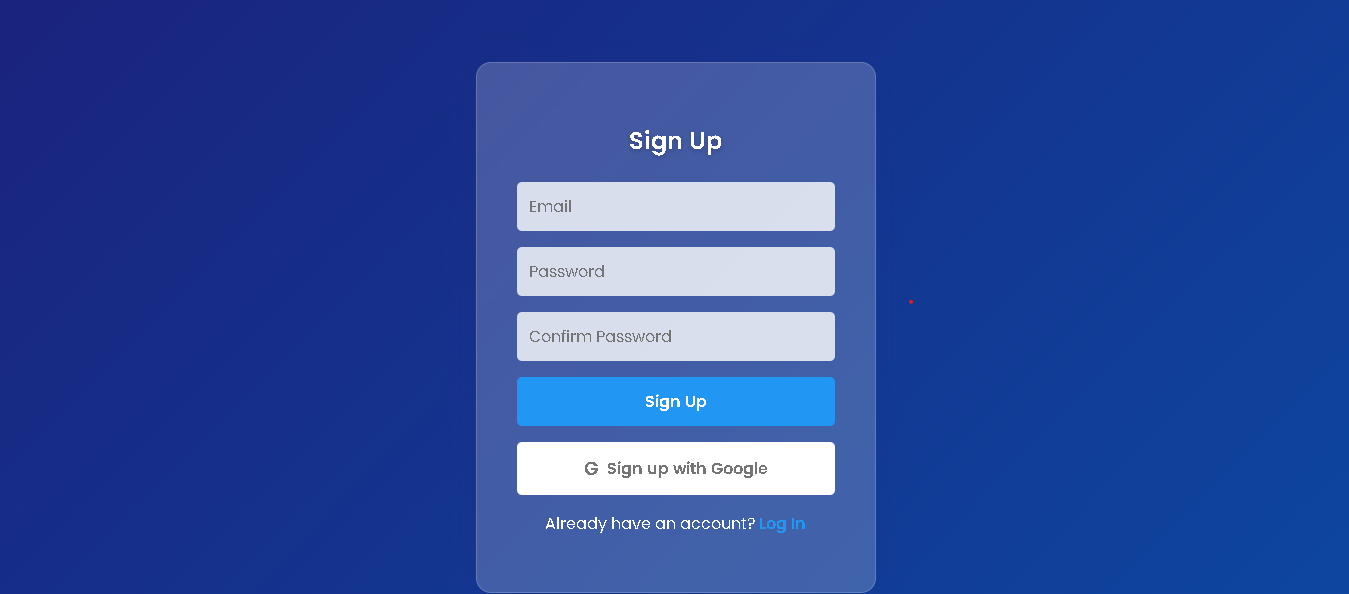 Sign Up
Email
Password
Confirm Password
Sign Up
G Sign up with Google
Already have an account? Log In